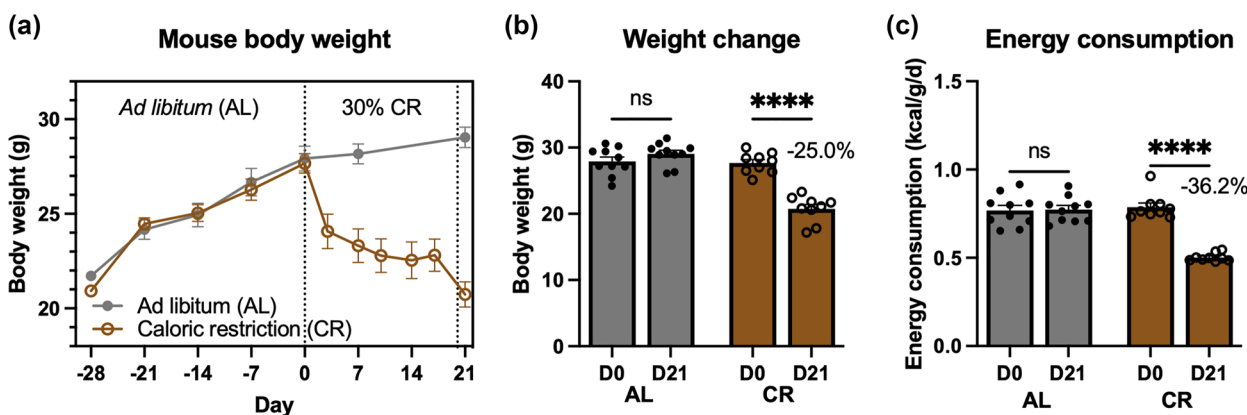 (a)
Mouse body weight
Body weight (g)
30
25
20
Ad libitum (AL)
30% CR
Ad libitum (AL)
Caloric restriction (CR)
-28 -21 -14 -7 0 7 14 21
Day
(b)
Weight change
Body weight (g)
40
30
20
10
0
ns
****
-25.0%
D0 D21 D0 D21
AL CR
(c)
Energy consumption
Energy consumption (kcal/g/d)
1.5
1.0
0.5
0.0
ns
****
-36.2%
D0 D21 D0 D21
AL CR